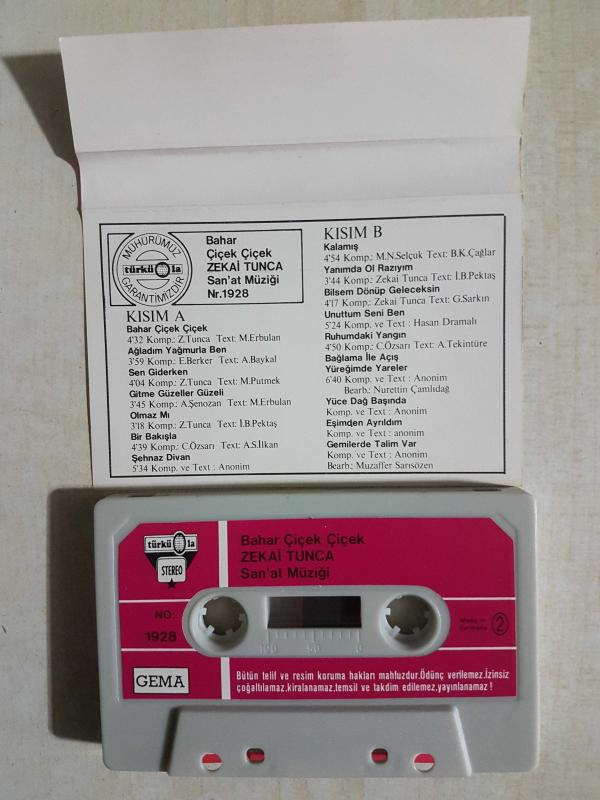 MÜHÜRÜMÜZ
türkü la
GARANTİMİZDİR
Bahar
Çiçek Çiçek
ZEKAİ TUNCA
San'at Müziği
Nr.1928
KISIM A
Bahar Çiçek Çiçek
4'32 Komp.: Z.Tunca Text: M.Erbulan
Ağladım Yağmurla Ben
3'59 Komp.: E.Berker Text: A.Baykal
Sen Giderken
4'04 Komp.: Z.Tunca Text: M.Putmek
Gitme Güzeller Güzeli
3'45 Komp.: A.Şenozan Text: M.Erbulan
Olmaz Mı
3'18 Komp.: Z.Tunca Text: İ.B.Pektaş
Bir Bakışla
4'39 Komp.: C.Özsarı Text: A.S.İlkan
Şehnaz Divan
5'34 Komp. ve Text : Anonim
KISIM B
Kalamış
4'54 Komp.: M.N.Selçuk Text: B.K.Çağlar
Yanımda Ol Razıyım
3'44 Komp.: Zekai Tunca Text: İ.B.Pektaş
Bilsem Dönüp Geleceksin
4'17 Komp.: Zekai Tunca Text: G.Sarkın
Unuttum Seni Ben
5'24 Komp. ve Text : Hasan Dramalı
Ruhumdaki Yangın
4'50 Komp.: C.Özsarı Text: A.Tekintüre
Bağlama İle Açış
Yüreğimde Yareler
6'40 Komp. ve Text : Anonim
Bearb.: Nurettin Çamlıdağ
Yüce Dağ Başında
Komp. ve Text : Anonim
Eşimden Ayrıldım
Komp. ve Text : anonim
Gemilerde Talim Var
Komp. ve Text : Anonim
Bearb.: Muzaffer Sarısözen
türkü la
STEREO
Bahar Çiçek Çiçek
ZEKAİ TUNCA
San'at Müziği
NO:
1928
100 50 0
Made in
Germany
2
GEMA
Bütün telif ve resim koruma hakları mahfuzdur.Ödünç verilemez.İzinsiz
çoğaltılamaz,kiralanamaz,temsil ve takdim edilemez,yayınlanamaz!